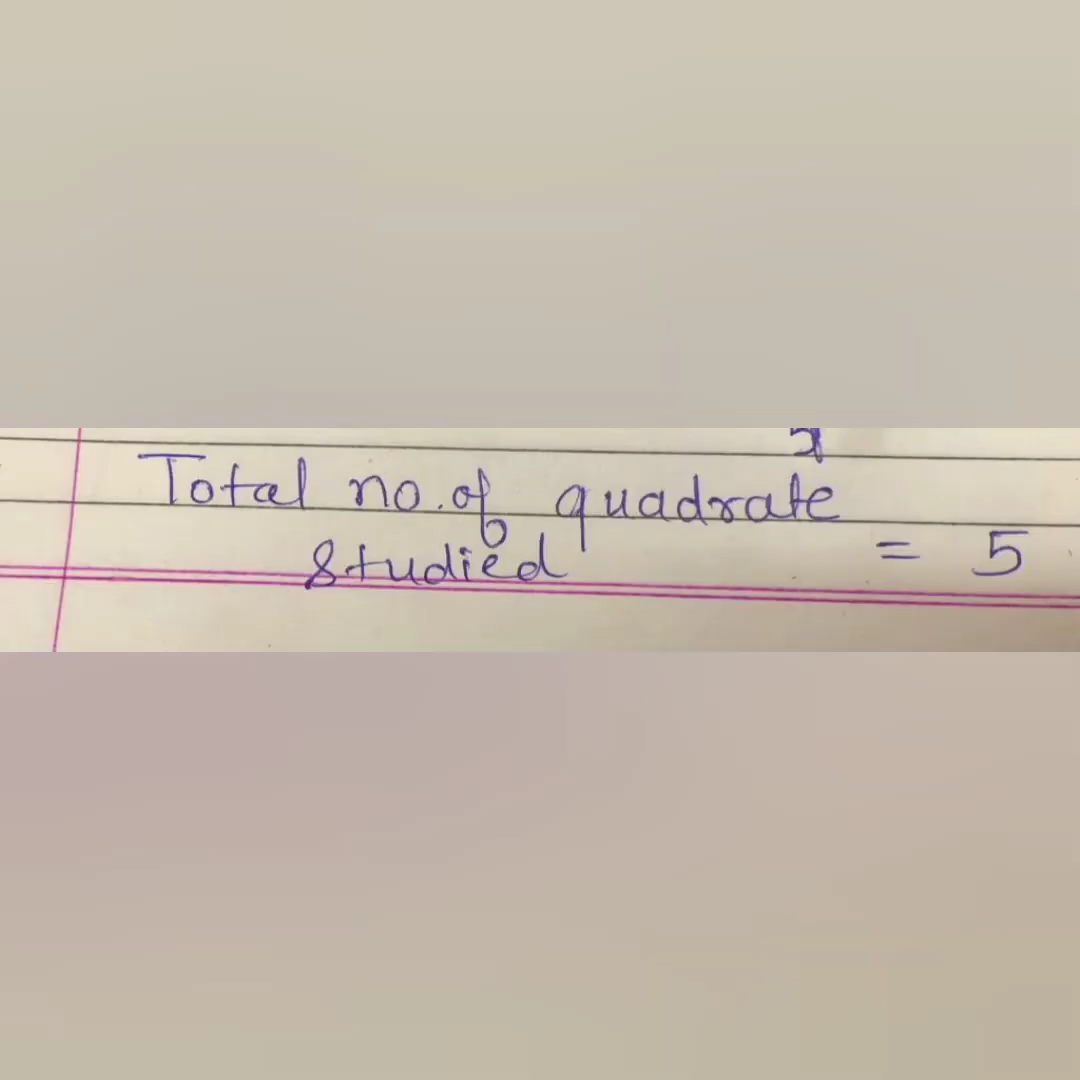 Total no. of quadrate
studied = 5